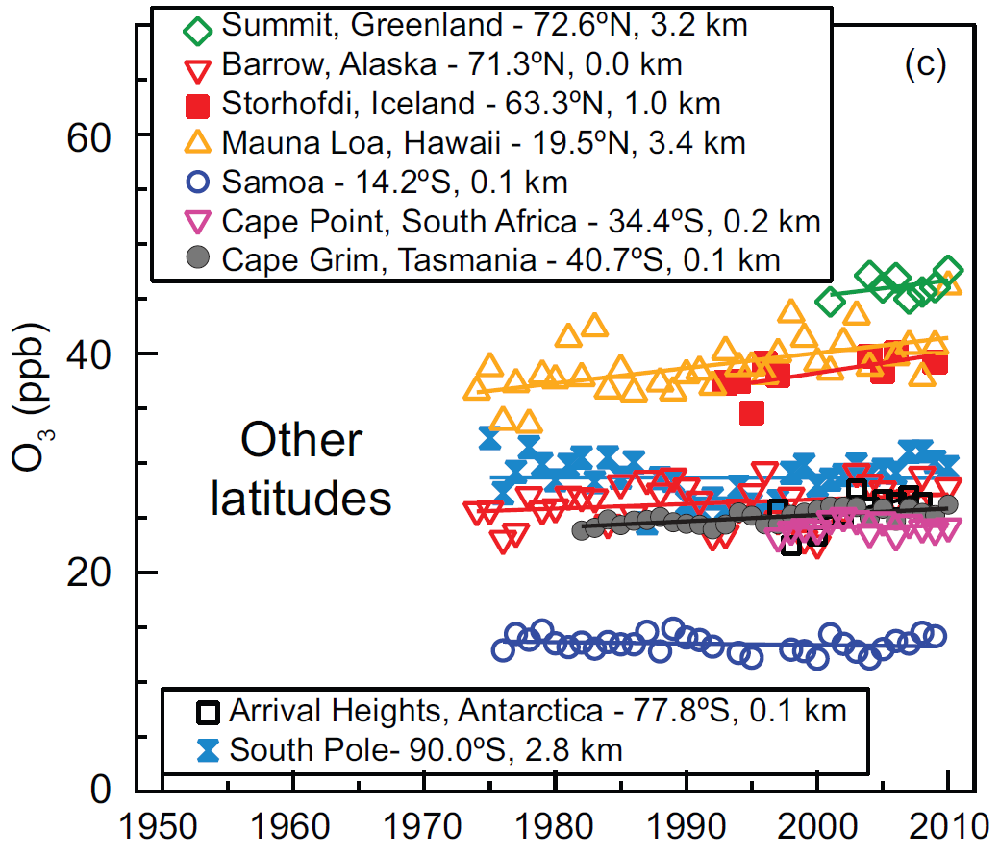 Summit, Greenland - 72.6ºN, 3.2 km
(c)
Barrow, Alaska - 71.3ºN, 0.0 km
Storhofdi, Iceland - 63.3ºN, 1.0 km
Mauna Loa, Hawaii - 19.5ºN, 3.4 km
Samoa - 14.2ºS, 0.1 km
Cape Point, South Africa - 34.4ºS, 0.2 km
Cape Grim, Tasmania - 40.7ºS, 0.1 km
60
40
20
0
O₃ (ppb)
Other
latitudes
Arrival Heights, Antarctica - 77.8ºS, 0.1 km
South Pole- 90.0ºS, 2.8 km
1950 1960 1970 1980 1990 2000 2010